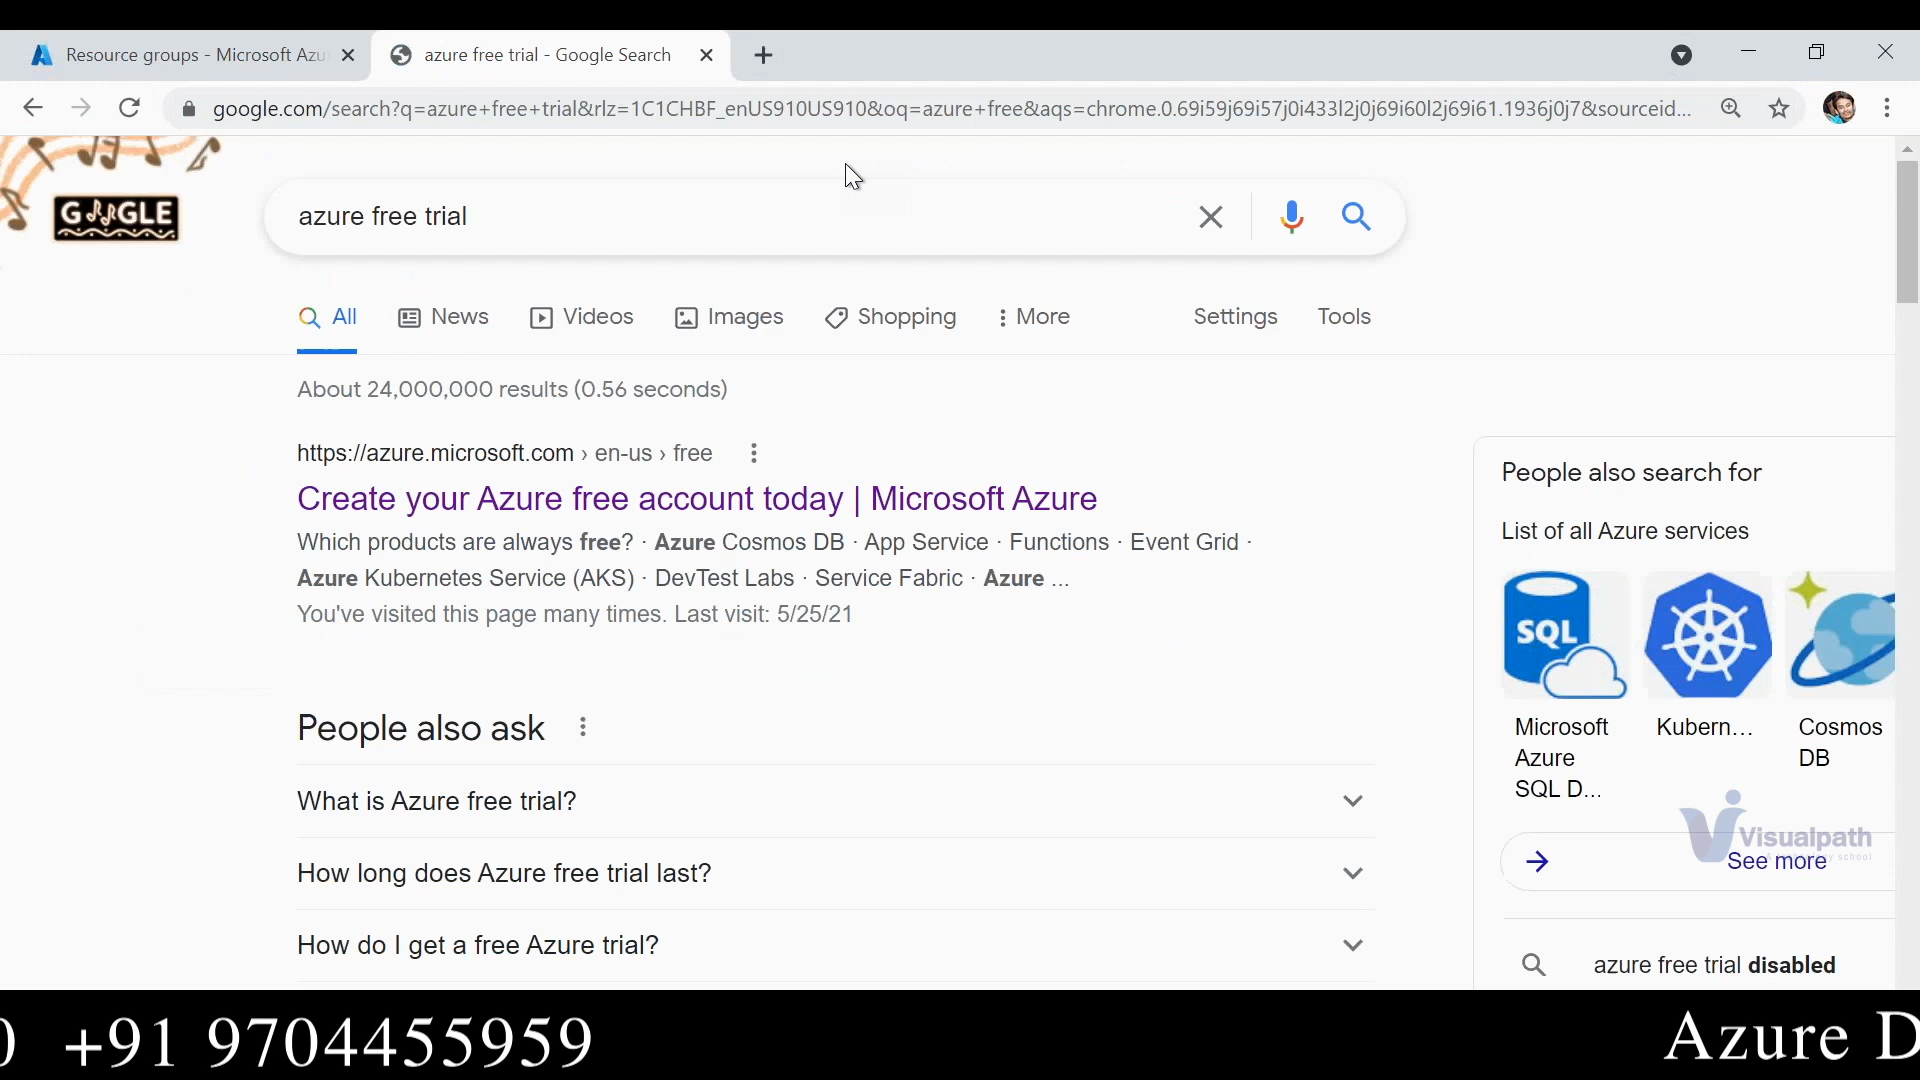 Resource groups - Microsoft Azu
azure free trial - Google Search
google.com/search?q=azure+free+trial&rlz=1C1CHBF_enUS910US910&oq=azure+free&aqs=chrome.0.69i59j69i57j0i433l2j0j69i60l2j69i61.1936j0j7&sourceid...
GOOGLE
azure free trial
All
News
Videos
Images
Shopping
More
Settings
Tools
About 24,000,000 results (0.56 seconds)
https://azure.microsoft.com › en-us › free
Create your Azure free account today | Microsoft Azure
Which products are always free? · Azure Cosmos DB · App Service · Functions · Event Grid ·
Azure Kubernetes Service (AKS) · DevTest Labs · Service Fabric · Azure ...
You've visited this page many times. Last visit: 5/25/21
People also ask
What is Azure free trial?
How long does Azure free trial last?
How do I get a free Azure trial?
People also search for
List of all Azure services
SQL
Microsoft
Azure
SQL D...
Kubern...
Cosmos
DB
Visualpath
See more
azure free trial disabled
0 +91 9704455959
Azure D